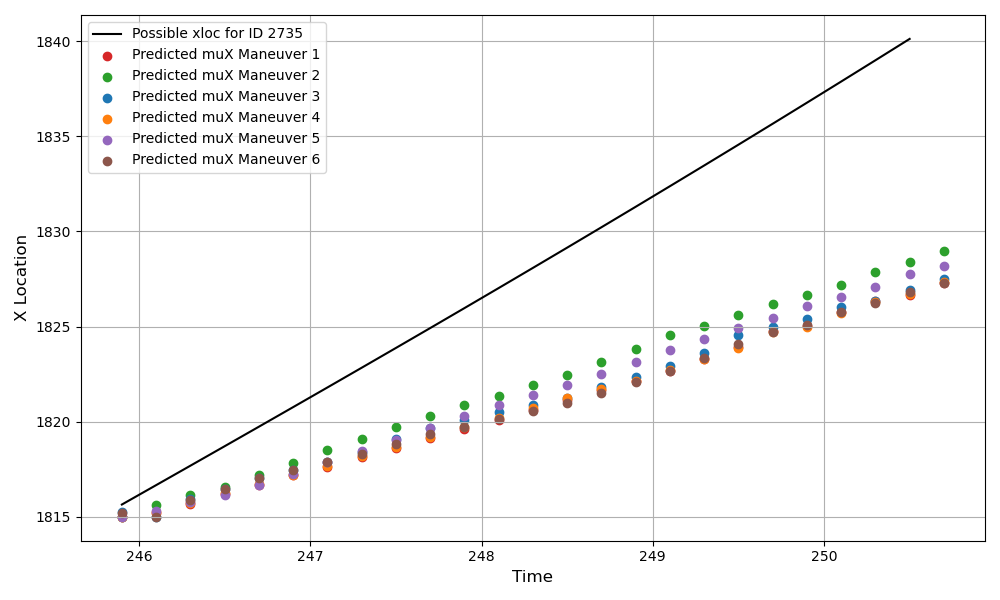 Possible xloc for ID 2735
Predicted muX Maneuver 1
Predicted muX Maneuver 2
Predicted muX Maneuver 3
Predicted muX Maneuver 4
Predicted muX Maneuver 5
Predicted muX Maneuver 6
1840
1835
1830
1825
1820
1815
X Location
246 247 248 249 250
Time